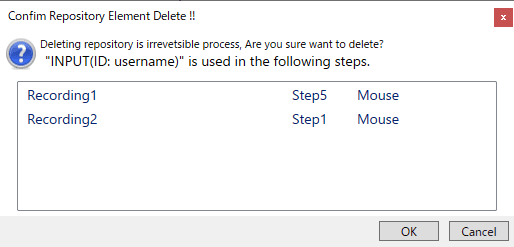 Confim Repository Element Delete !!
x
Deleting repository is irrevetsible process, Are you sure want to delete?
"INPUT(ID: username)" is used in the following steps.
Recording1 Step5 Mouse
Recording2 Step1 Mouse
OK Cancel